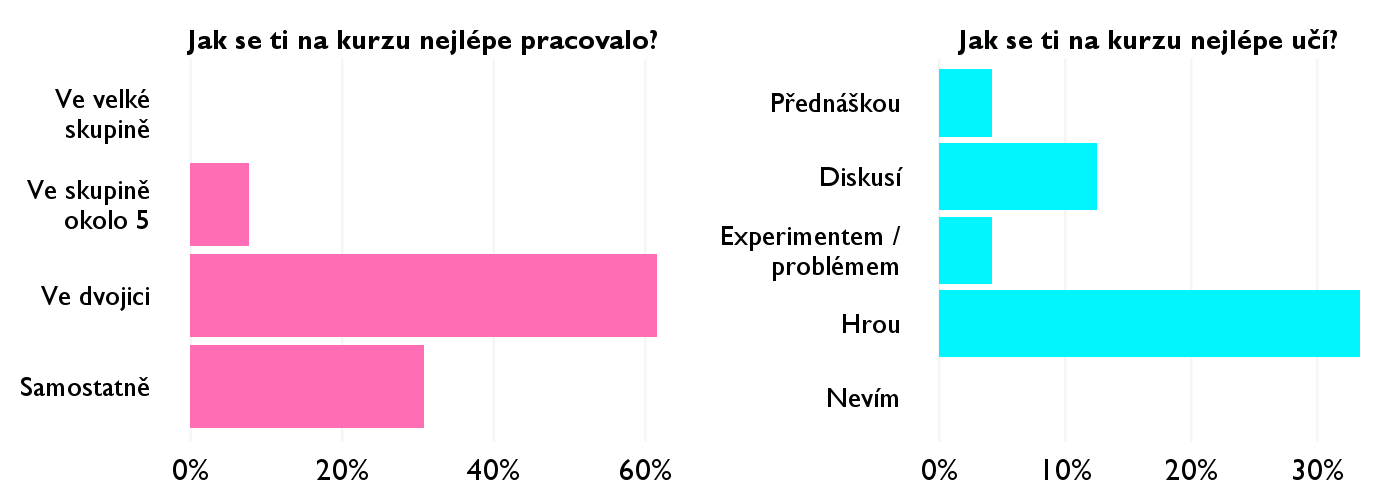 Jak se ti na kurzu nejlépe pracovalo?
Ve velké
skupině
Ve skupině
okolo 5
Ve dvojici
Samostatně
0%
20%
40%
60%
Jak se ti na kurzu nejlépe učí?
Přednáškou
Diskusí
Experimentem /
problémem
Hrou
Nevím
0%
10%
20%
30%